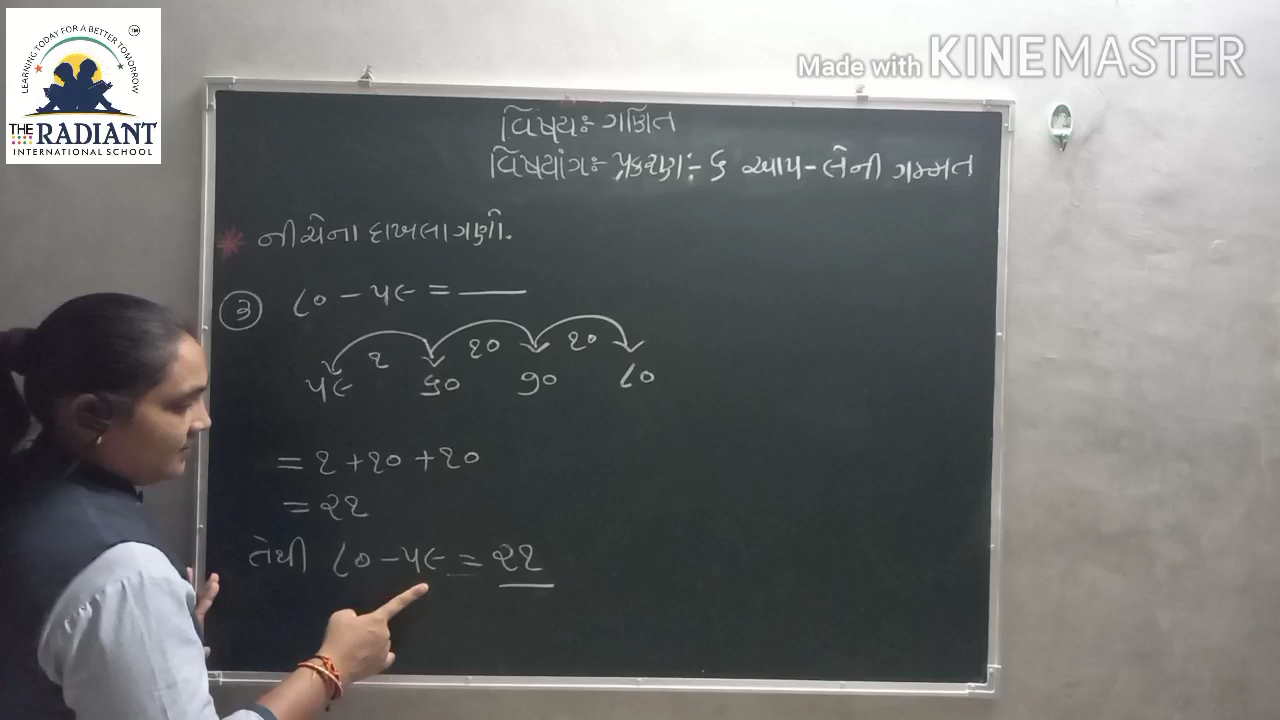 LEARNING TODAY FOR A BETTER TOMORROW
TM
THE RADIANT
INTERNATIONAL SCHOOL
Made with KINEMASTER
વિષય:- ગણિત
વિષયાંગ:- પ્રકરણ:- ૬ આપ-લેની ગમ્મત
* નીચેના દાખલા ગણો.
૩ ૮૦ - ૫૯ = ___
૧ ૧૦ ૧૦
૫૯ ૬૦ ૭૦ ૮૦
= ૧ + ૧૦ + ૧૦
= ૨૧
તેથી ૮૦ - ૫૯ = ૨૧